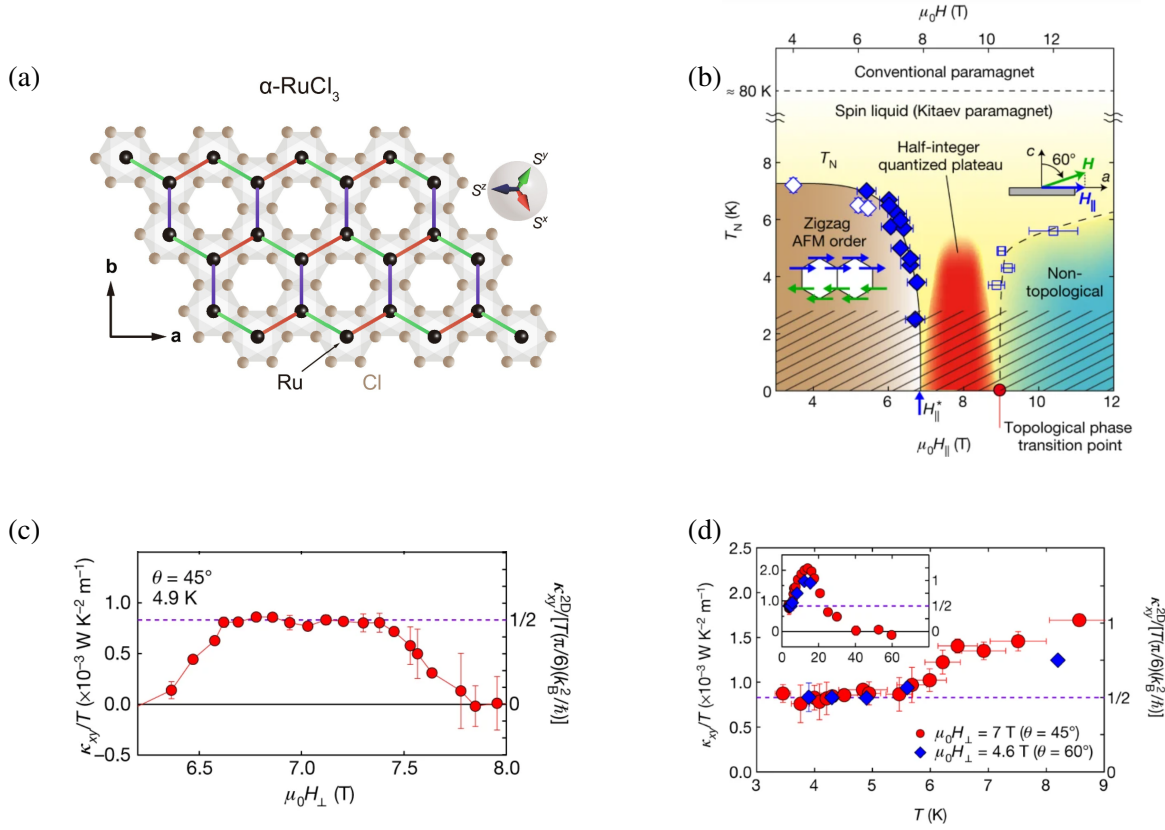 (a)
α-RuCl₃
Sʸ
Sᶻ
Sˣ
b
a
Ru
Cl
(b)
μ₀H (T)
4 6 8 10 12
Conventional paramagnet
≈ 80 K
Spin liquid (Kitaev paramagnet)
Half-integer
quantized plateau
T_N
c
60°
H
a
H_∥
Zigzag
AFM order
Non-
topological
T_N (K)
8
6
4
2
0
4 6 8 10 12
H*_∥
μ₀H_∥ (T)
Topological phase
transition point
(c)
θ = 45°
4.9 K
κ_xy/T (×10⁻³ W K⁻² m⁻¹)
1.0
0.5
0.0
−0.5
6.5 7.0 7.5 8.0
μ₀H_⊥ (T)
1/2
0
κ_xy^2D/[T(π/6)(k_B²/ℏ)]
(d)
κ_xy/T (×10⁻³ W K⁻² m⁻¹)
2.5
2.0
1.5
1.0
0.5
0.0
2.0
1.0
0
0 20 40 60
1
1/2
0
μ₀H_⊥ = 7 T (θ = 45°)
μ₀H_⊥ = 4.6 T (θ = 60°)
3 4 5 6 7 8 9
T (K)
1
1/2
0
κ_xy^2D/[T(π/6)(k_B²/ℏ)]